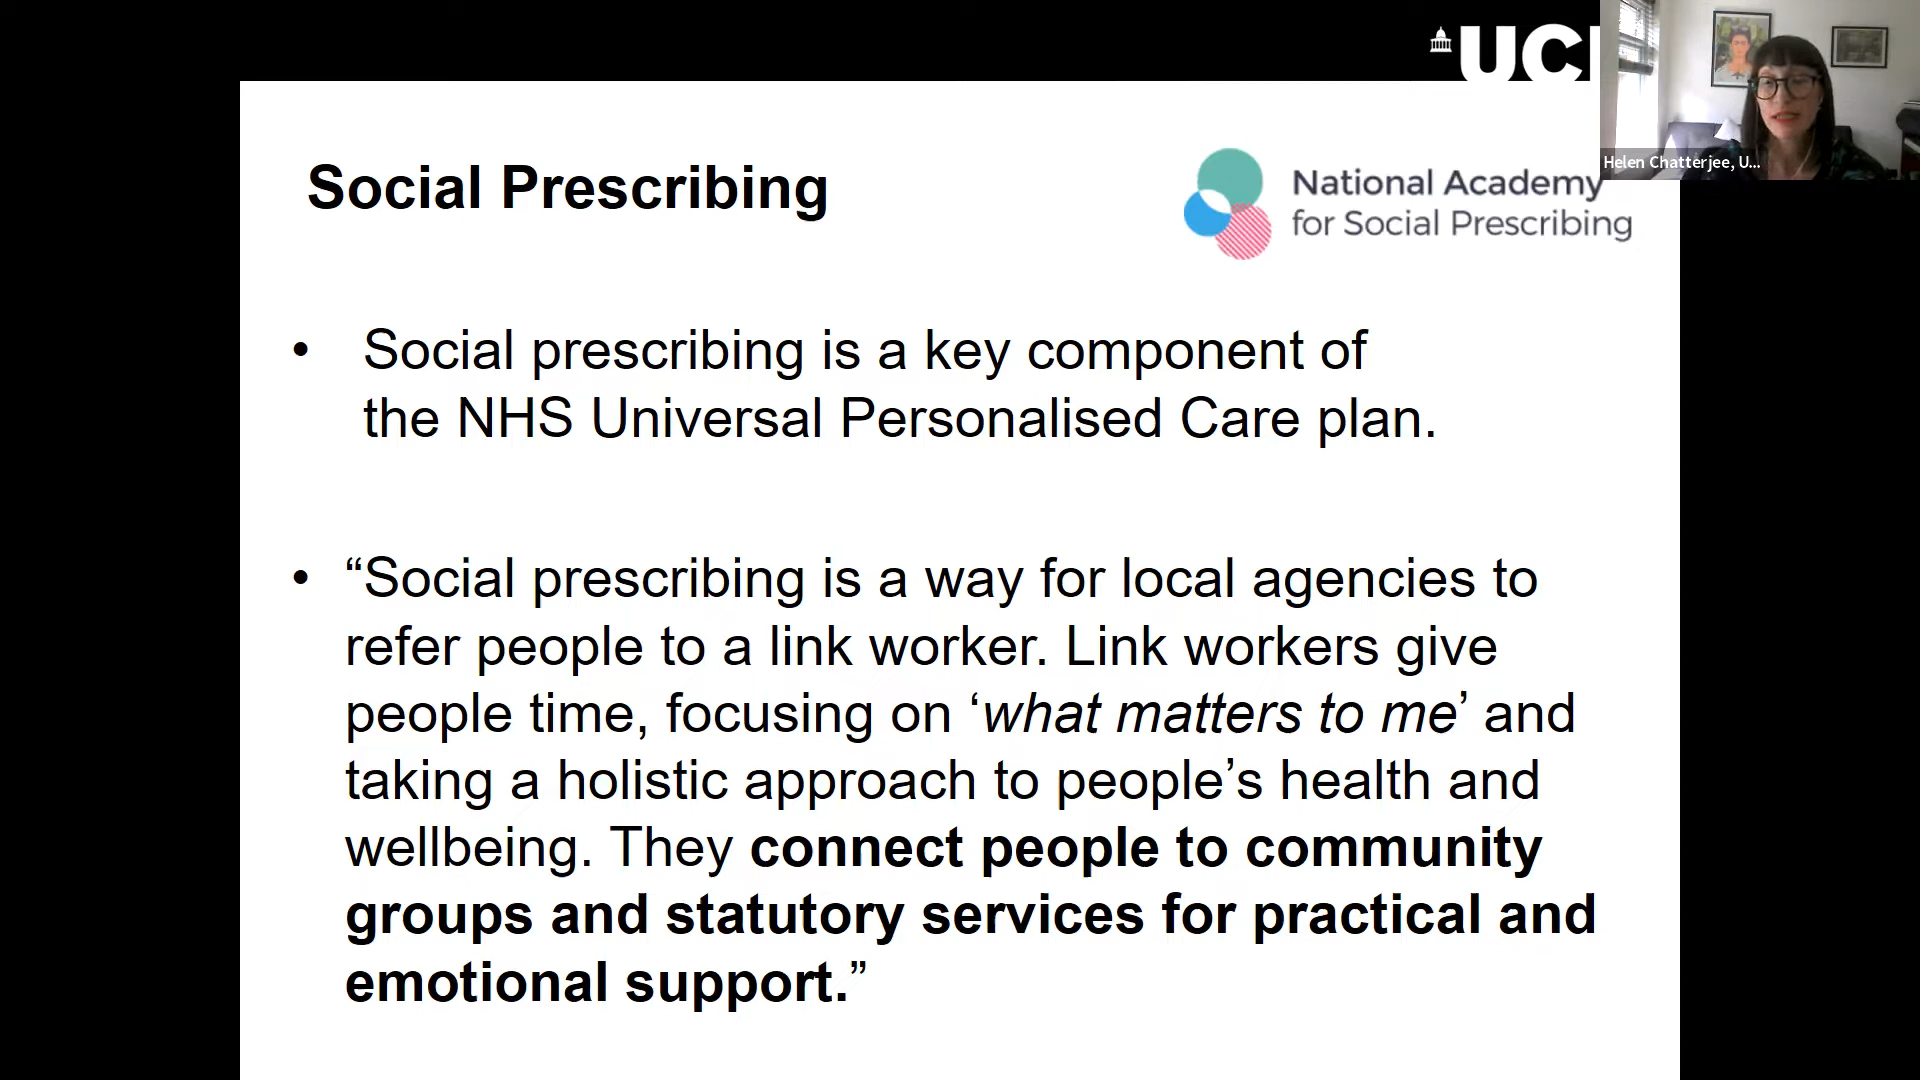 UCL
Helen Chatterjee, U...
Social Prescribing
National Academy
for Social Prescribing
• Social prescribing is a key component of
the NHS Universal Personalised Care plan.
• “Social prescribing is a way for local agencies to
refer people to a link worker. Link workers give
people time, focusing on ‘what matters to me’ and
taking a holistic approach to people’s health and
wellbeing. They connect people to community
groups and statutory services for practical and
emotional support.”